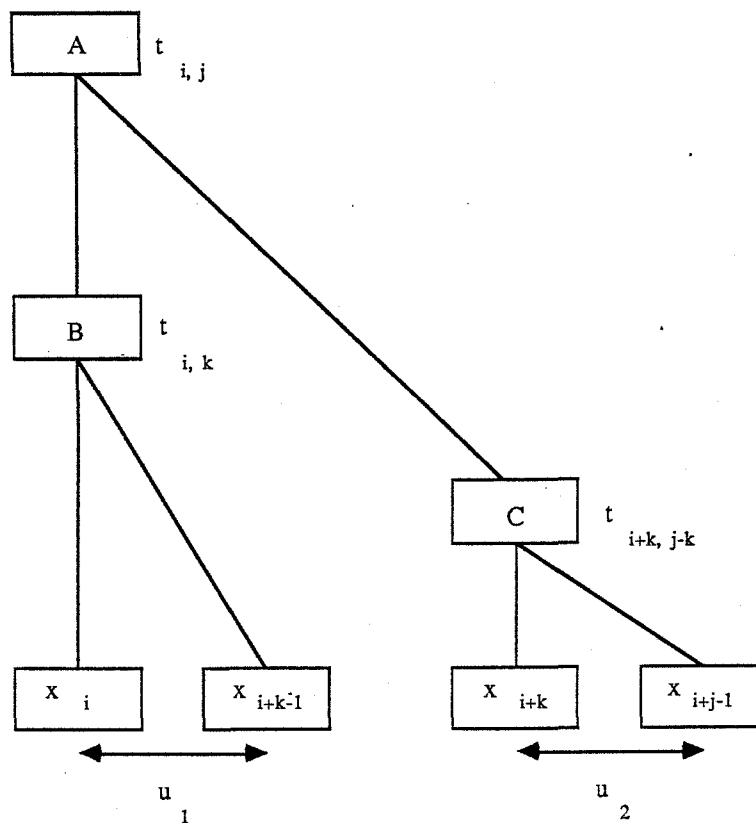 A t i, j
B t i, k
C t i+k, j-k
x i x i+k-1 x i+k x i+j-1
u 1 u 2